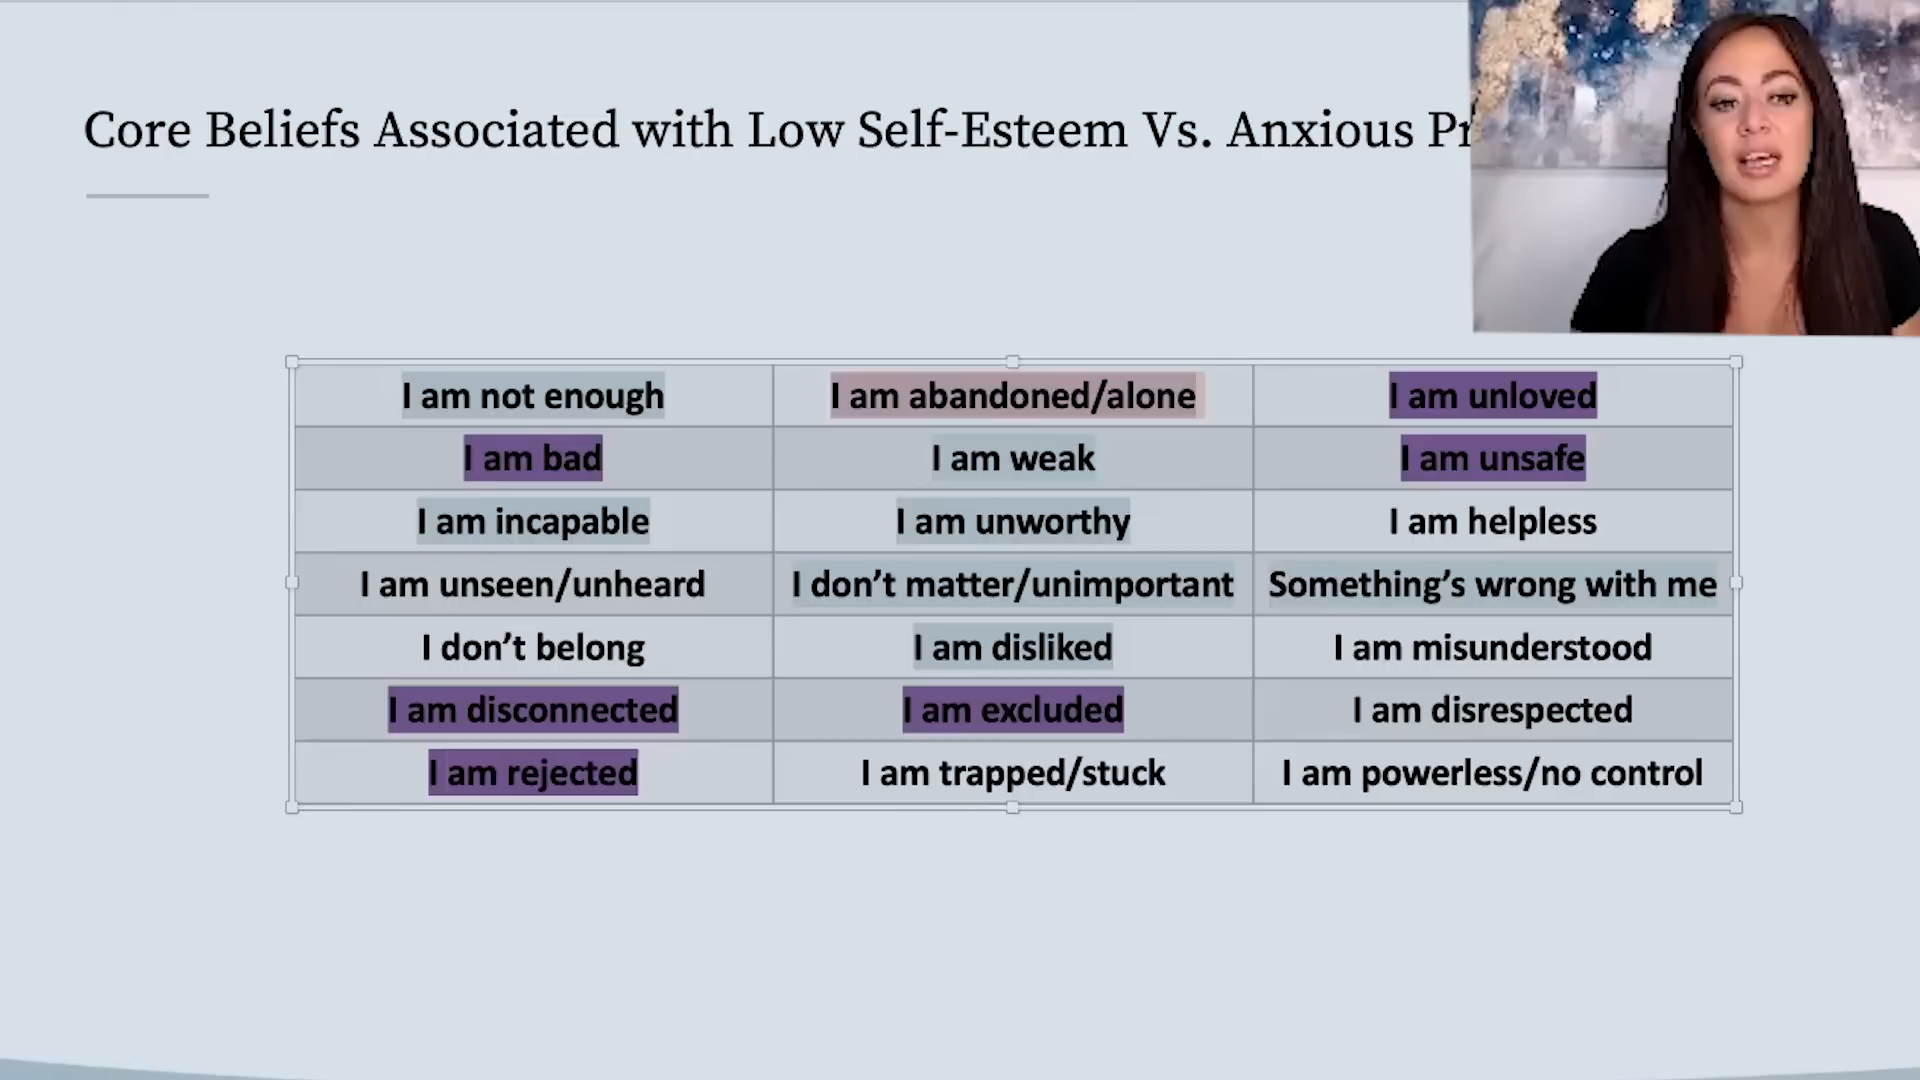 Core Beliefs Associated with Low Self-Esteem Vs. Anxious
I am not enough
I am abandoned/alone
I am unloved
I am bad
I am weak
I am unsafe
I am incapable
I am unworthy
I am helpless
I am unseen/unheard
I don’t matter/unimportant
Something’s wrong with me
I don’t belong
I am disliked
I am misunderstood
I am disconnected
I am excluded
I am disrespected
I am rejected
I am trapped/stuck
I am powerless/no control